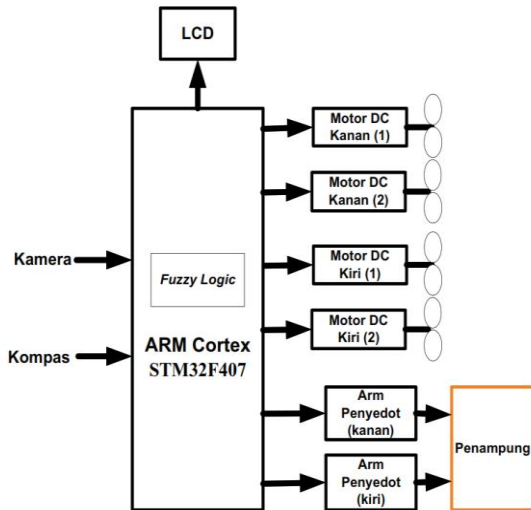 LCD
Motor DC
Kanan (1)
Motor DC
Kanan (2)
Kamera
Fuzzy Logic
Motor DC
Kiri (1)
ARM Cortex
STM32F407
Motor DC
Kiri (2)
Kompas
Arm
Penyedot
(kanan)
Penampung
Arm
Penyedot
(kiri)